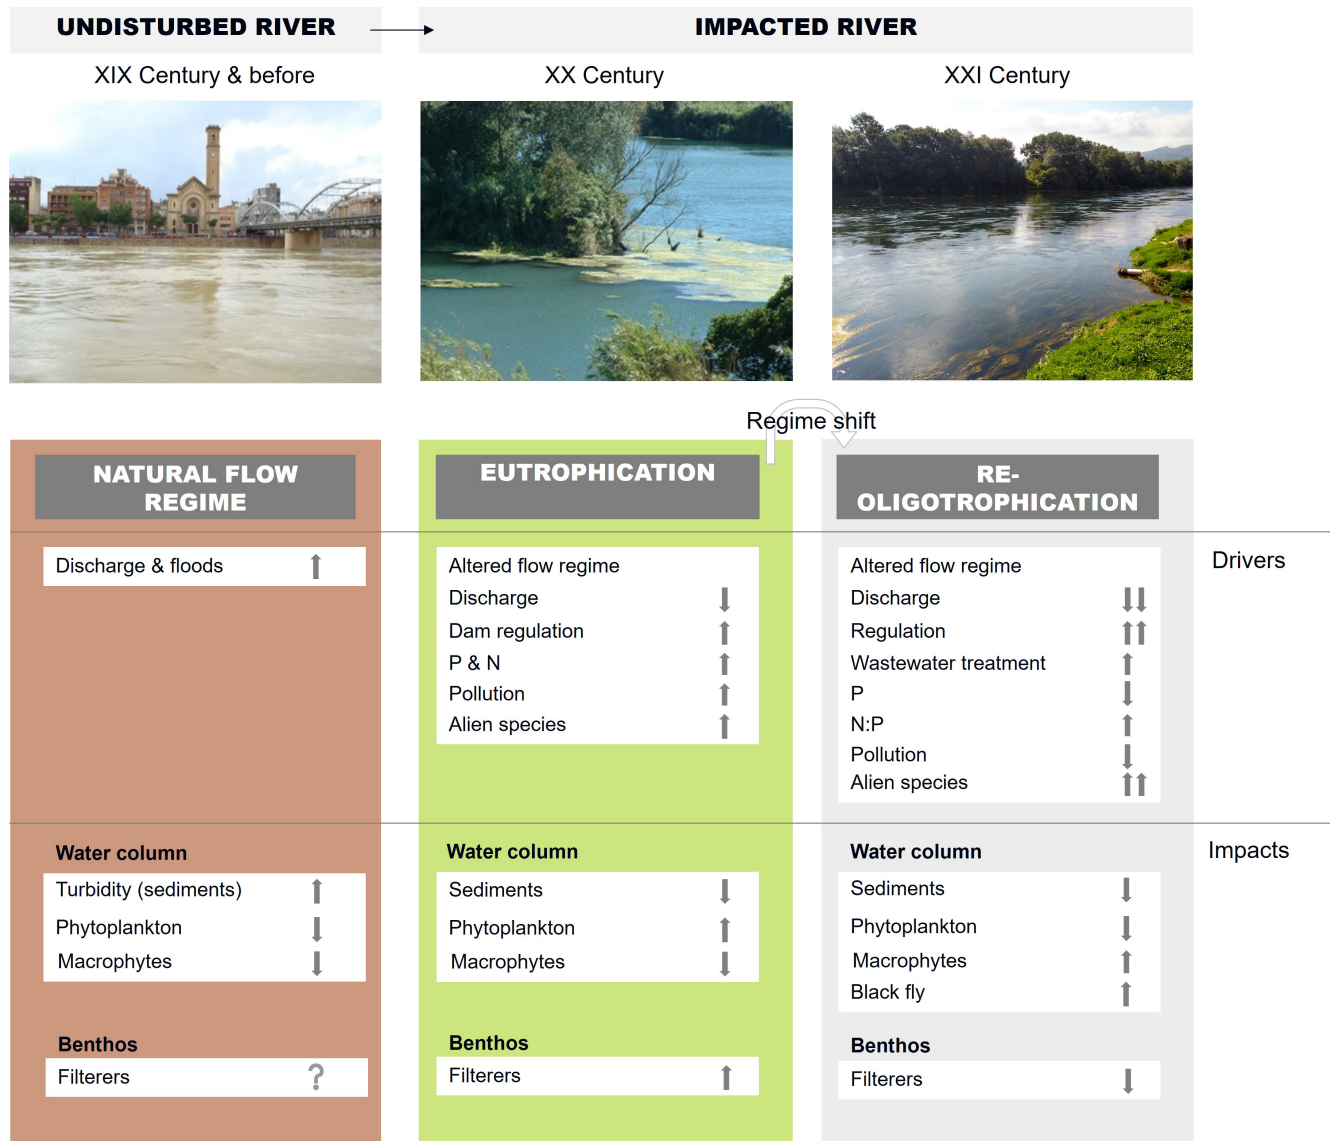 UNDISTURBED RIVER
IMPACTED RIVER
XIX Century & before
XX Century
XXI Century
Regime shift
NATURAL FLOW
REGIME
EUTROPHICATION
RE-
OLIGOTROPHICATION
Drivers
Discharge & floods ↑
Altered flow regime
Discharge ↓
Dam regulation ↑
P & N ↑
Pollution ↑
Alien species ↑
Altered flow regime
Discharge ↓↓
Regulation ↑↑
Wastewater treatment ↑
P ↓
N:P ↑
Pollution ↓
Alien species ↑↑
Impacts
Water column
Turbidity (sediments) ↑
Phytoplankton ↓
Macrophytes ↓
Benthos
Filterers ?
Water column
Sediments ↓
Phytoplankton ↑
Macrophytes ↓
Benthos
Filterers ↑
Water column
Sediments ↓
Phytoplankton ↓
Macrophytes ↑
Black fly ↑
Benthos
Filterers ↓